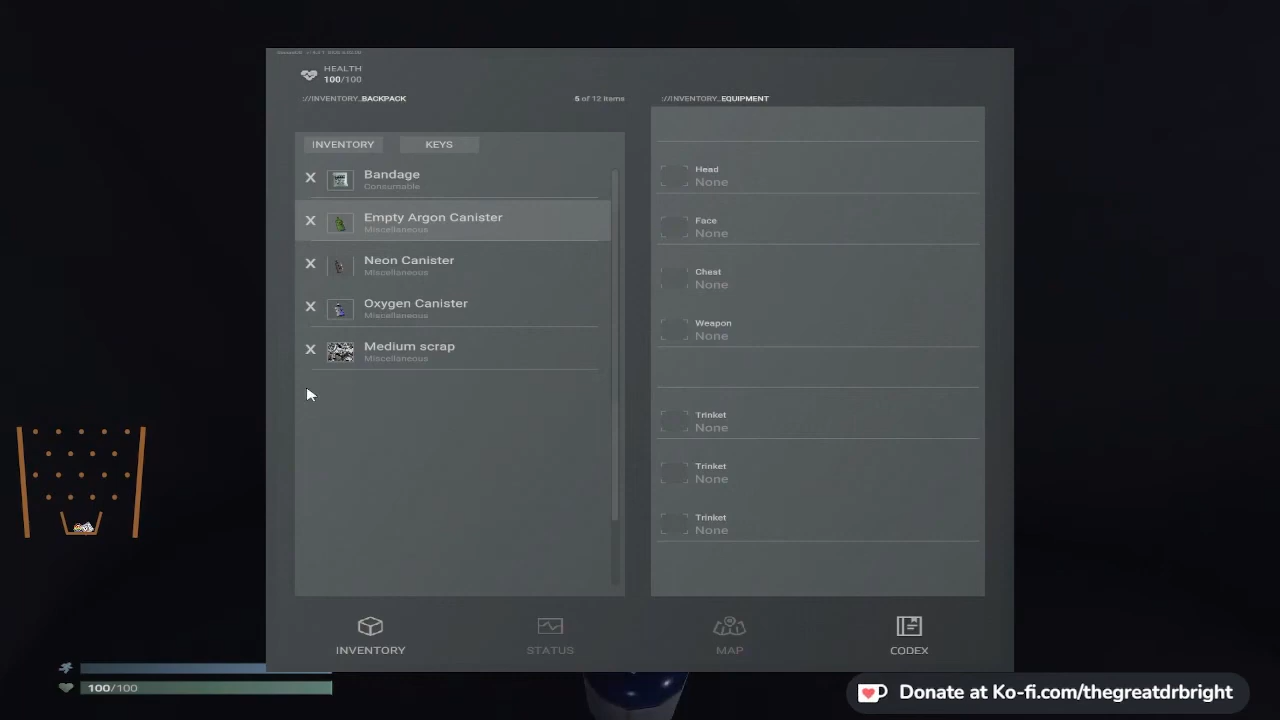 HEALTH
100/100
://INVENTORY_BACKPACK
5 of 12 items
://INVENTORY_EQUIPMENT
INVENTORY
KEYS
X
Bandage
Consumable
X
Empty Argon Canister
Miscellaneous
X
Neon Canister
Miscellaneous
X
Oxygen Canister
Miscellaneous
X
Medium scrap
Miscellaneous
Head
None
Face
None
Chest
None
Weapon
None
Trinket
None
Trinket
None
Trinket
None
INVENTORY
STATUS
MAP
CODEX
100/100
Donate at Ko-fi.com/thegreatdrbright